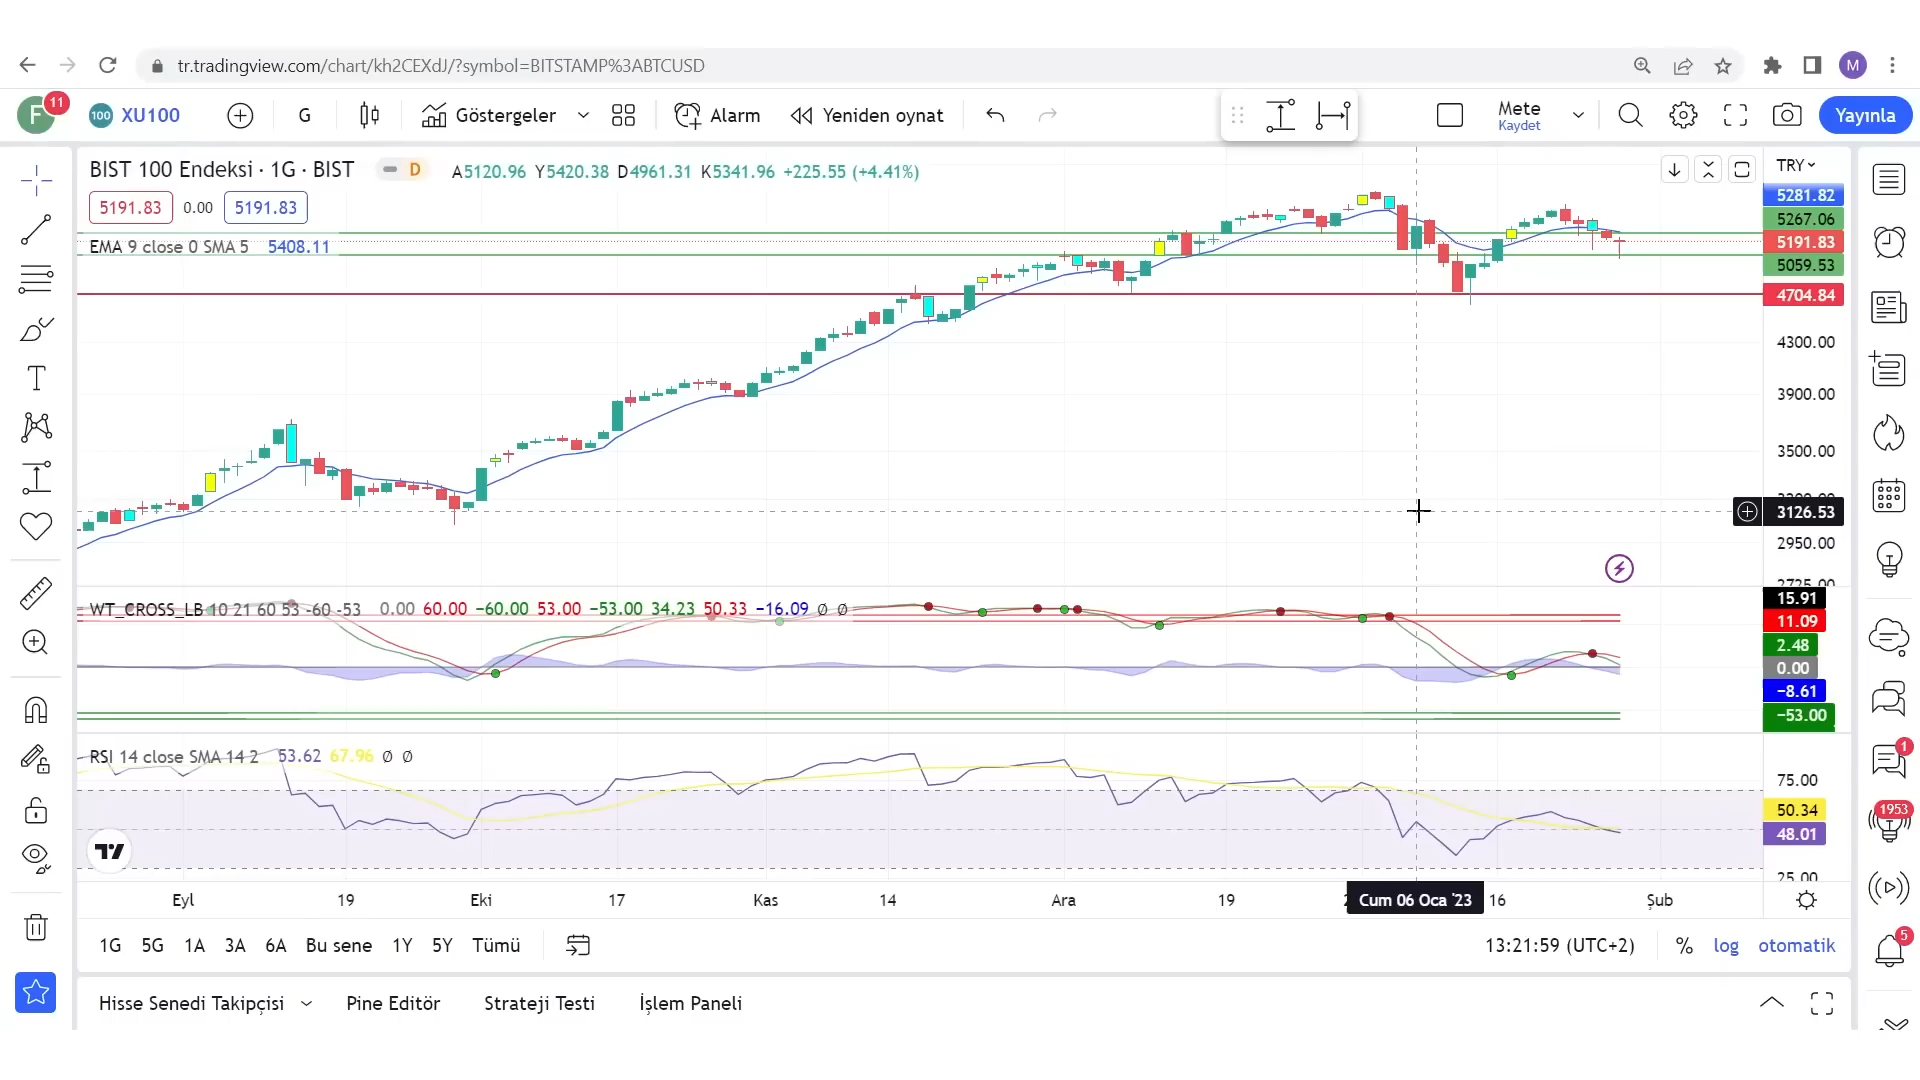 tr.tradingview.com/chart/kh2CEXdJ/?symbol=BITSTAMP%3ABTCUSD
M
F 11 100 XU100 G Göstergeler Alarm Yeniden oynat Mete Kaydet Yayınla
BIST 100 Endeksi · 1G · BIST D A5120.96 Y5420.38 D4961.31 K5341.96 +225.55 (+4.41%)
TRY
5191.83 0.00 5191.83
EMA 9 close 0 SMA 5 5408.11
5281.82
5267.06
5191.83
5059.53
4704.84
4300.00
3900.00
3500.00
3126.53
2950.00
WT_CROSS_LB 10 21 60 53 -60 -53 0.00 60.00 −60.00 53.00 −53.00 34.23 50.33 −16.09 Ø Ø
15.91
11.09
2.48
0.00
−8.61
−53.00
RSI 14 close SMA 14 2 53.62 67.96 Ø Ø
75.00
50.34
48.01
25.00
1
1953
5
Eyl 19 Eki 17 Kas 14 Ara 19 Cum 06 Oca '23 16 Şub
1G 5G 1A 3A 6A Bu sene 1Y 5Y Tümü 13:21:59 (UTC+2) % log otomatik
Hisse Senedi Takipçisi Pine Editör Strateji Testi İşlem Paneli